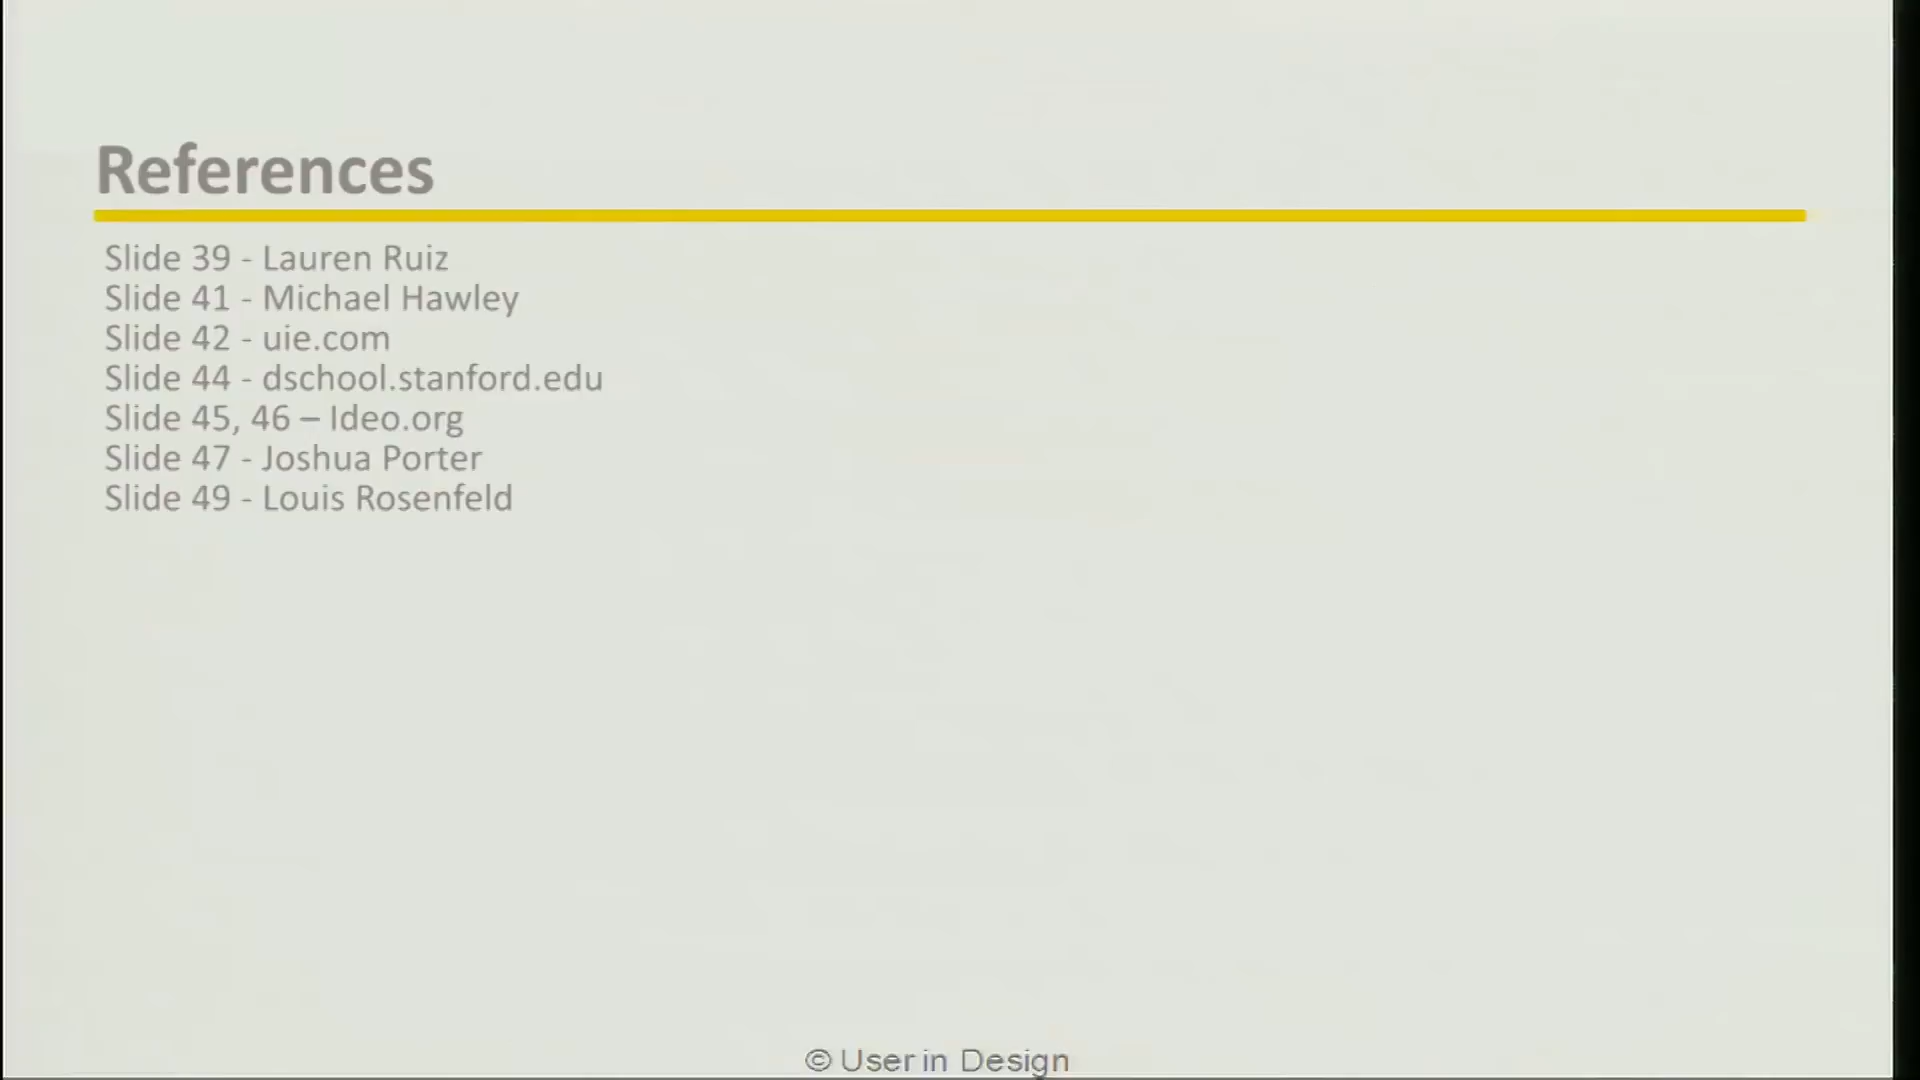 References
Slide 39 - Lauren Ruiz
Slide 41 - Michael Hawley
Slide 42 - uie.com
Slide 44 - dschool.stanford.edu
Slide 45, 46 – Ideo.org
Slide 47 - Joshua Porter
Slide 49 - Louis Rosenfeld
© User in Design